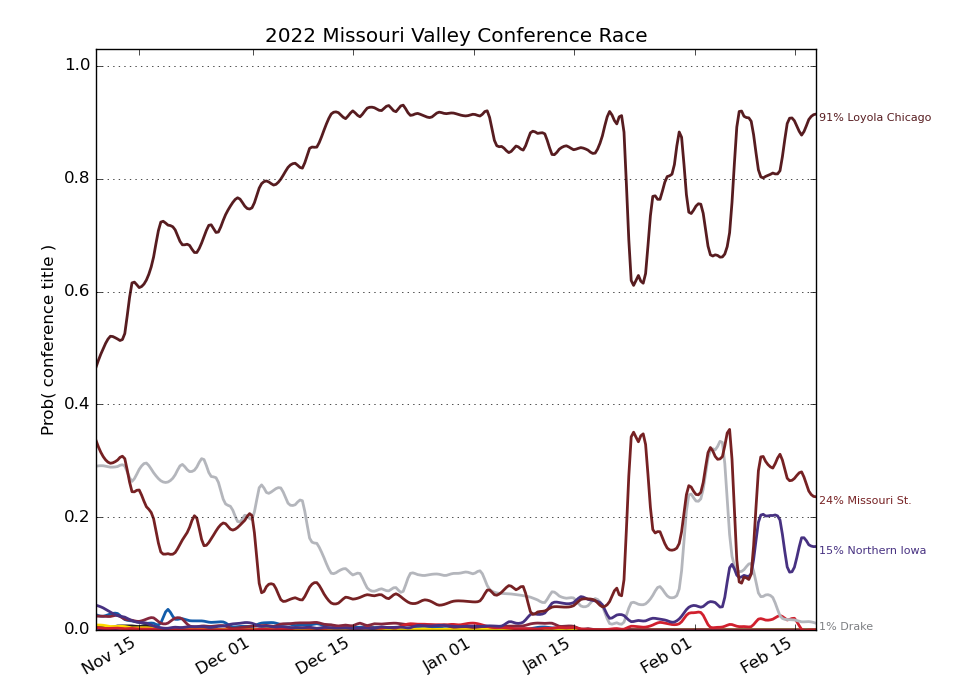 2022 Missouri Valley Conference Race
Prob( conference title )
1.0
0.8
0.6
0.4
0.2
0.0
91% Loyola Chicago
24% Missouri St.
15% Northern Iowa
1% Drake
Nov 15
Dec 01
Dec 15
Jan 01
Jan 15
Feb 01
Feb 15